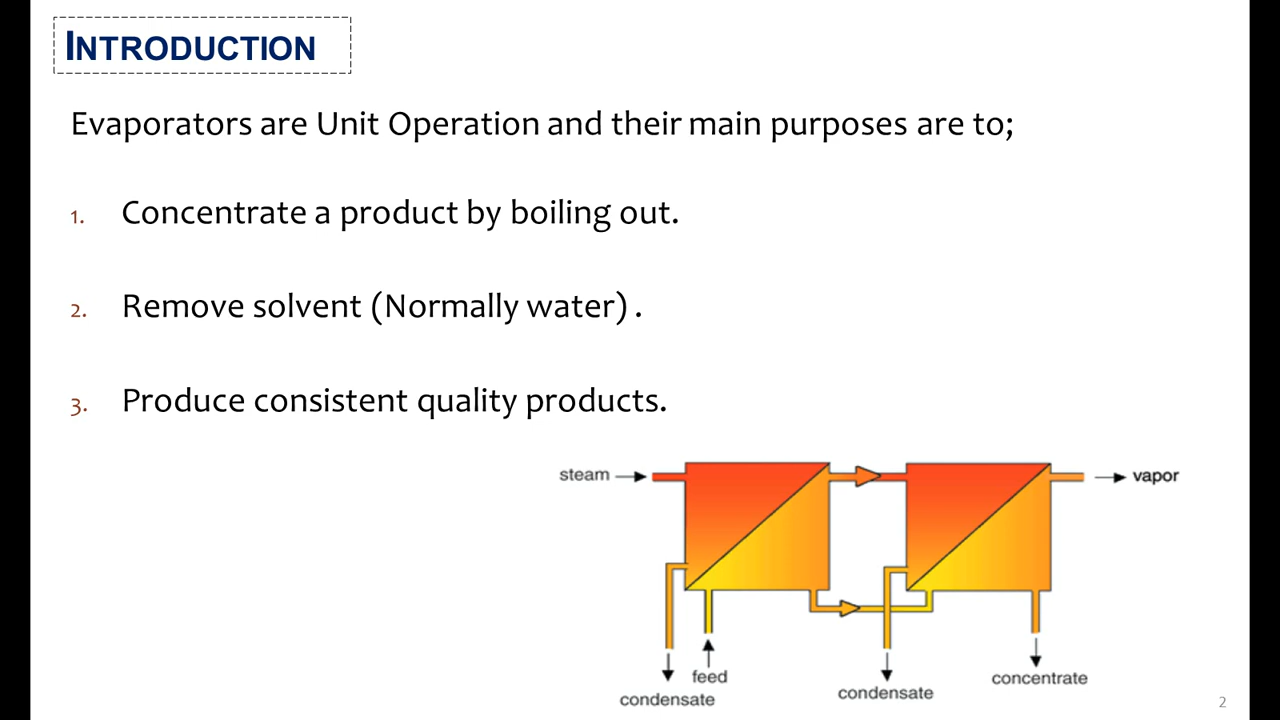 INTRODUCTION
Evaporators are Unit Operation and their main purposes are to;
1. Concentrate a product by boiling out.
2. Remove solvent (Normally water) .
3. Produce consistent quality products.
steam
vapor
feed
condensate
condensate
concentrate
2